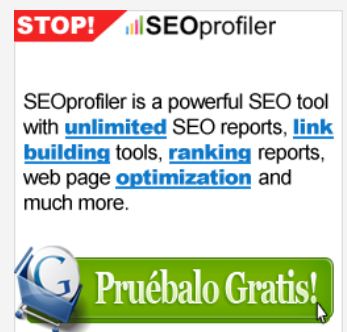 STOP! SEOprofiler
SEOprofiler is a powerful SEO tool
with unlimited SEO reports, link
building tools, ranking reports,
web page optimization and
much more.
G Pruébalo Gratis!